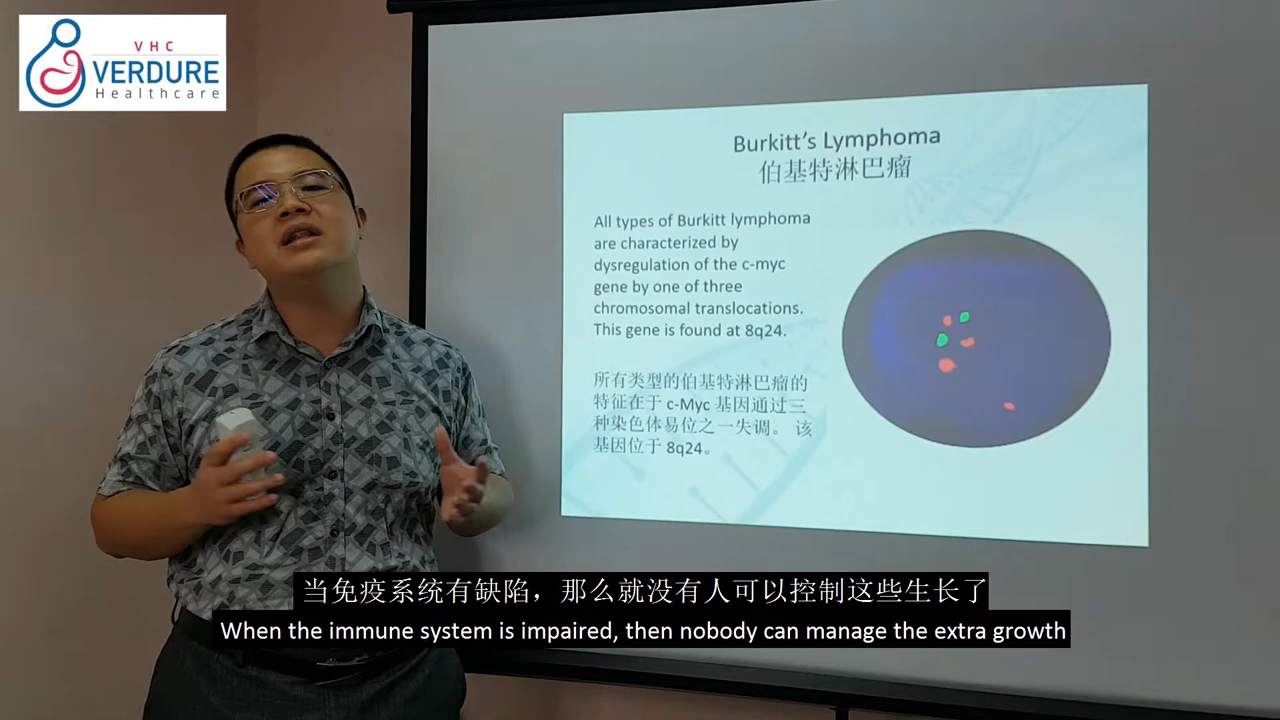 VHC
VERDURE
Healthcare
Burkitt's Lymphoma
伯基特淋巴瘤
All types of Burkitt lymphoma
are characterized by
dysregulation of the c-myc
gene by one of three
chromosomal translocations.
This gene is found at 8q24.
所有类型的伯基特淋巴瘤的
特征在于 c-Myc 基因通过三
种染色体易位之一失调。 该
基因位于 8q24。
当免疫系统有缺陷，那么就没有人可以控制这些生长了
When the immune system is impaired, then nobody can manage the extra growth